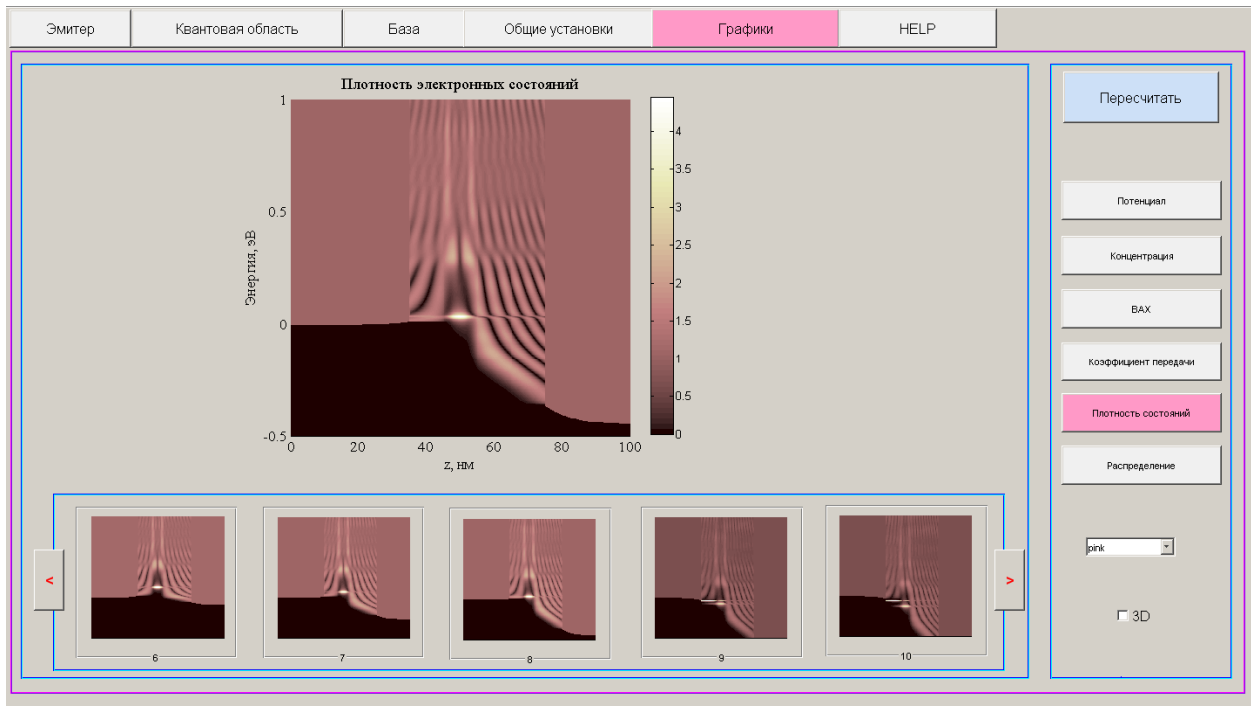 Эмитер
Квантовая область
База
Общие установки
Графики
HELP
Плотность электронных состояний
Энергия, эВ
1
0.5
0
-0.5
0
20
40
60
80
100
z, нм
4
3.5
3
2.5
2
1.5
1
0.5
0
<
6
7
8
9
10
>
Пересчитать
Потенциал
Концентрация
ВАХ
Коэффициент передачи
Плотность состояний
Распределение
pink
3D